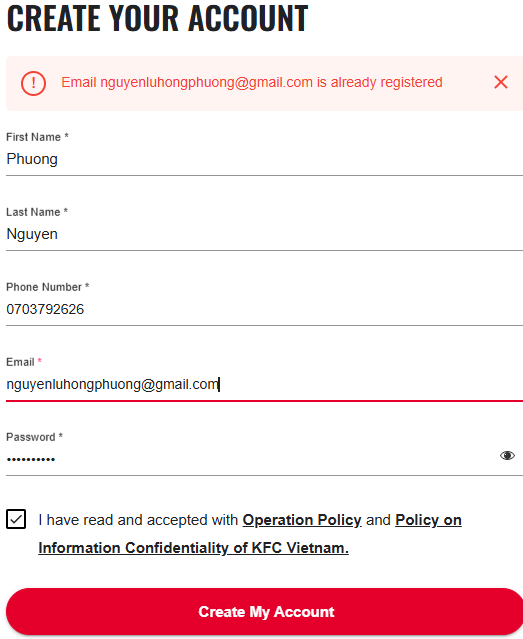 CREATE YOUR ACCOUNT
Email nguyenluhongphuong@gmail.com is already registered
First Name *
Phuong
Last Name *
Nguyen
Phone Number *
0703792626
Email *
nguyenluhongphuong@gmail.com
Password *
••••••••••
I have read and accepted with Operation Policy and Policy on
Information Confidentiality of KFC Vietnam.
Create My Account